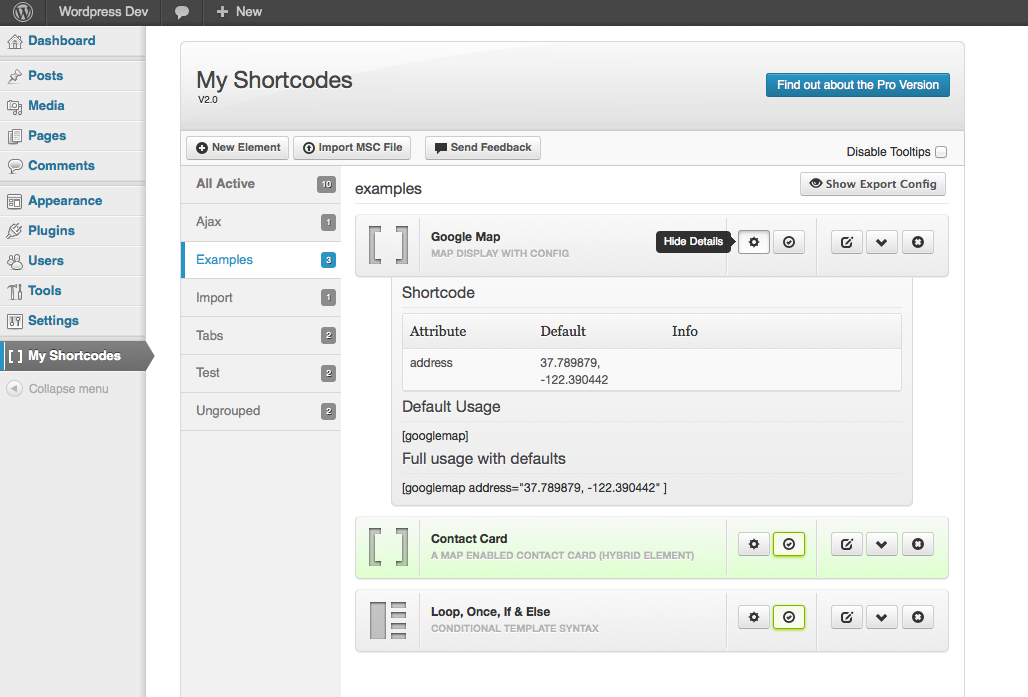 Wordpress Dev
New
Dashboard
Posts
Media
Pages
Comments
Appearance
Plugins
Users
Tools
Settings
[ ] My Shortcodes
Collapse menu
My Shortcodes
V2.0
Find out about the Pro Version
New Element
Import MSC File
Send Feedback
Disable Tooltips
All Active 10
Ajax 1
Examples 3
Import 1
Tabs 2
Test 2
Ungrouped 2
examples
Show Export Config
Google Map
MAP DISPLAY WITH CONFIG
Hide Details
Shortcode
Attribute Default Info
address 37.789879,
-122.390442
Default Usage
[googlemap]
Full usage with defaults
[googlemap address="37.789879, -122.390442" ]
Contact Card
A MAP ENABLED CONTACT CARD (HYBRID ELEMENT)
Loop, Once, If & Else
CONDITIONAL TEMPLATE SYNTAX